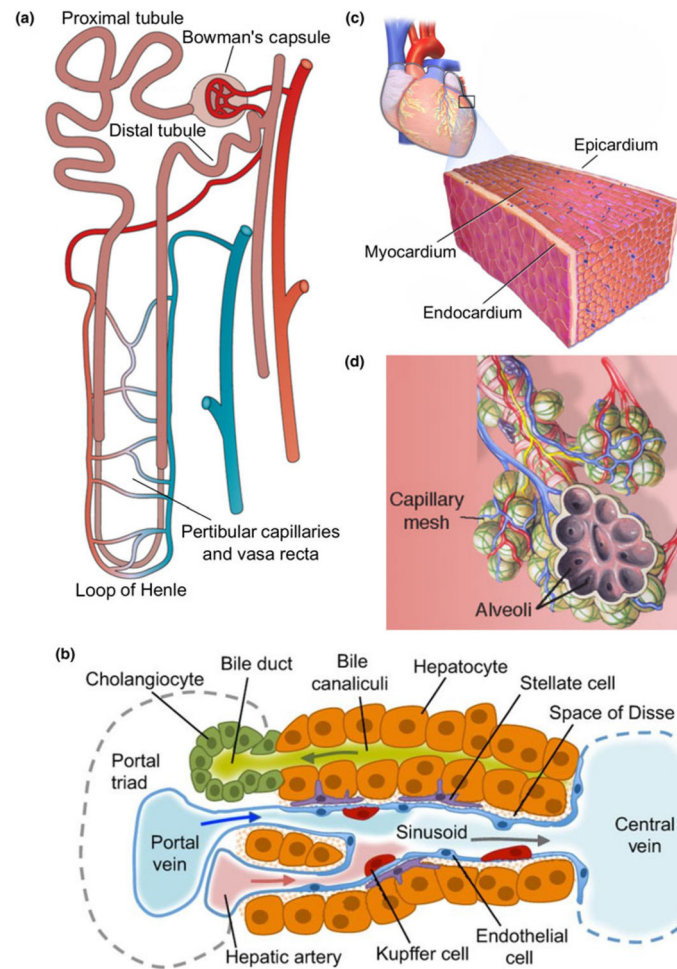 (a)
Proximal tubule
Bowman's capsule
Distal tubule
Pertibular capillaries
and vasa recta
Loop of Henle
(c)
Epicardium
Myocardium
Endocardium
(d)
Capillary
mesh
Alveoli
(b)
Cholangiocyte
Bile duct
Bile
canaliculi
Hepatocyte
Stellate cell
Space of Disse
Portal
triad
Portal
vein
Sinusoid
Central
vein
Hepatic artery
Kupffer cell
Endothelial
cell